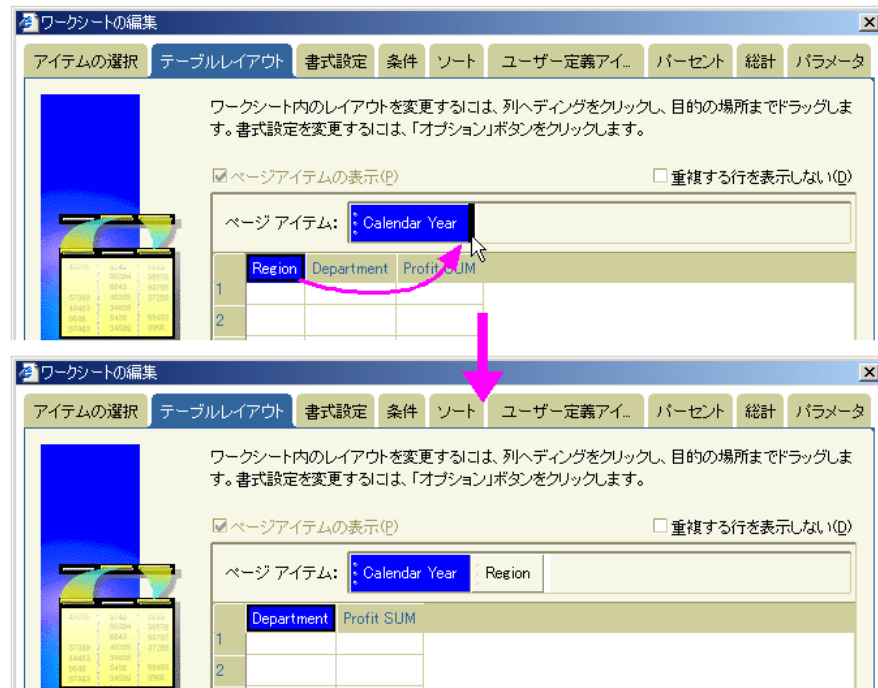 ワークシートの編集
アイテムの選択 テーブルレイアウト 書式設定 条件 ソート ユーザー定義アイ... パーセント 総計 パラメータ
ワークシート内のレイアウトを変更するには、列ヘディングをクリックし、目的の場所までドラッグしま
す。書式設定を変更するには、「オプション」ボタンをクリックします。
ページアイテムの表示(P) 重複する行を表示しない(D)
ページ アイテム: Calendar Year
Region Department Profit SUM
1
2
ワークシートの編集
アイテムの選択 テーブルレイアウト 書式設定 条件 ソート ユーザー定義アイ... パーセント 総計 パラメータ
ワークシート内のレイアウトを変更するには、列ヘディングをクリックし、目的の場所までドラッグしま
す。書式設定を変更するには、「オプション」ボタンをクリックします。
ページアイテムの表示(P) 重複する行を表示しない(D)
ページ アイテム: Calendar Year Region
Department Profit SUM
1
2